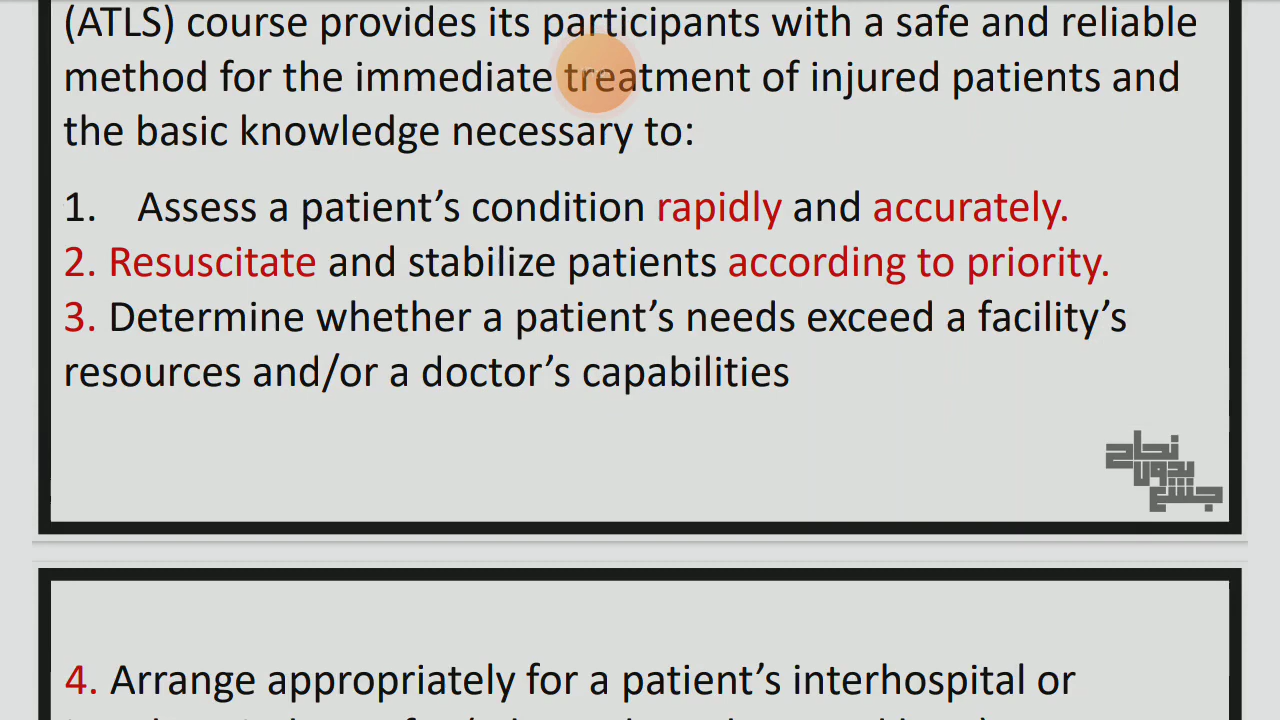 (ATLS) course provides its participants with a safe and reliable
method for the immediate treatment of injured patients and
the basic knowledge necessary to:
1. Assess a patient’s condition rapidly and accurately.
2. Resuscitate and stabilize patients according to priority.
3. Determine whether a patient’s needs exceed a facility’s
resources and/or a doctor’s capabilities
نجاح
بدون
جشع
4. Arrange appropriately for a patient’s interhospital or